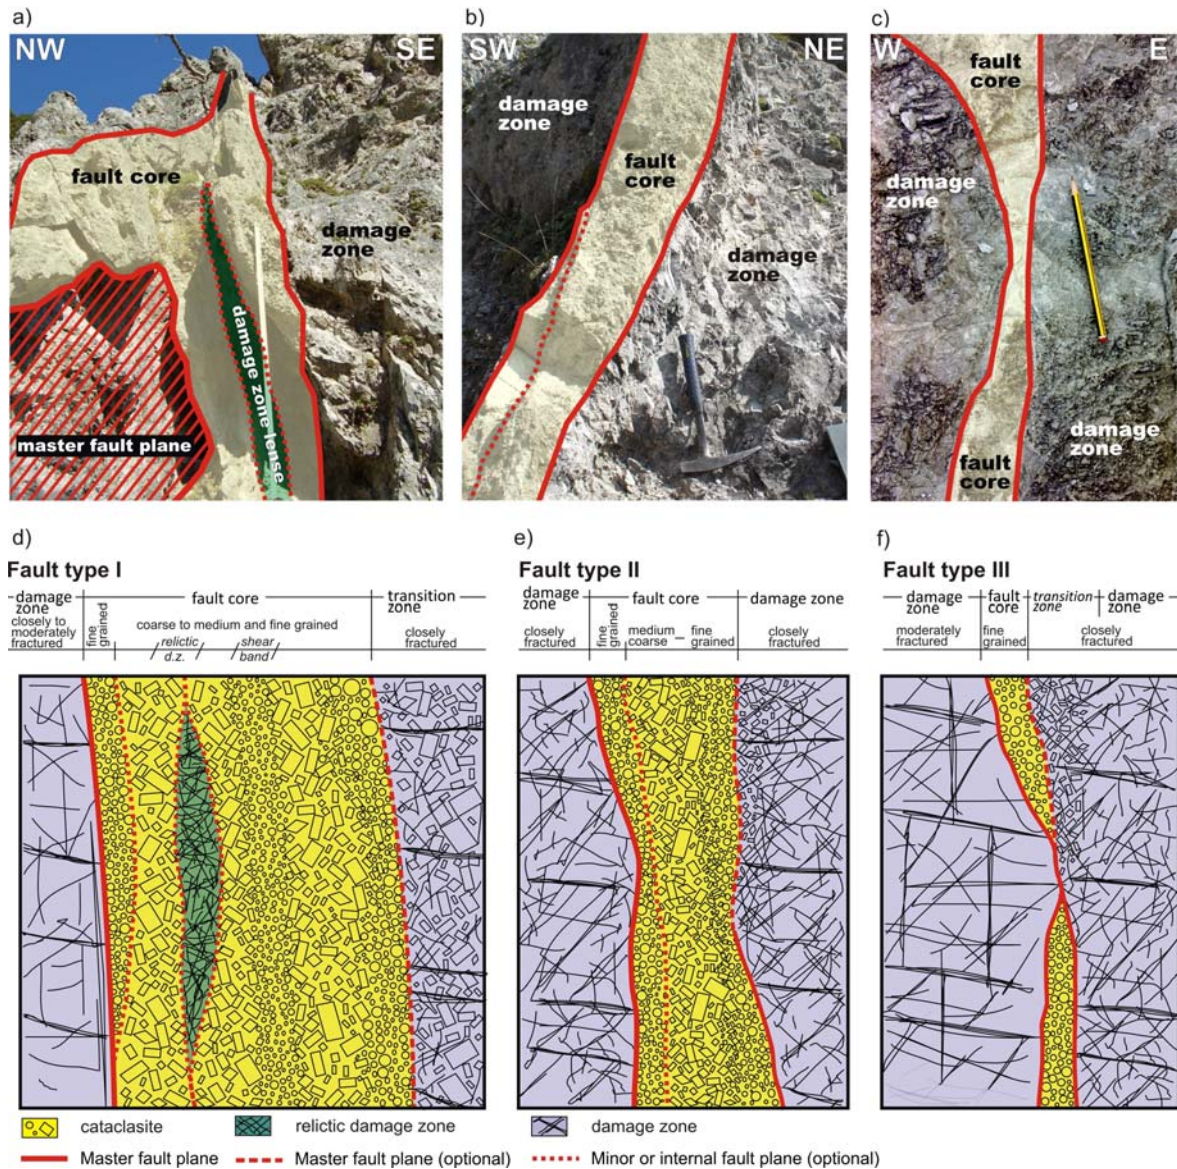 a)
NW
SE
fault core
damage
zone
damage zone lense
master fault plane
b)
SW
NE
damage
zone
fault
core
damage
zone
c)
W
E
fault
core
damage
zone
damage
zone
fault
core
d)
Fault type I
damage
zone
fault core
transition
zone
closely to
moderately
fractured
fine
grained
coarse to medium and fine grained
relictic
d.z.
shear
band
closely
fractured
e)
Fault type II
damage
zone
fault core
damage zone
closely
fractured
fine
grained
medium
coarse
fine
grained
closely
fractured
f)
Fault type III
damage
zone
fault
core
transition
zone
damage
zone
moderately
fractured
fine
grained
closely
fractured
cataclasite
relictic damage zone
damage zone
Master fault plane
Master fault plane (optional)
Minor or internal fault plane (optional)